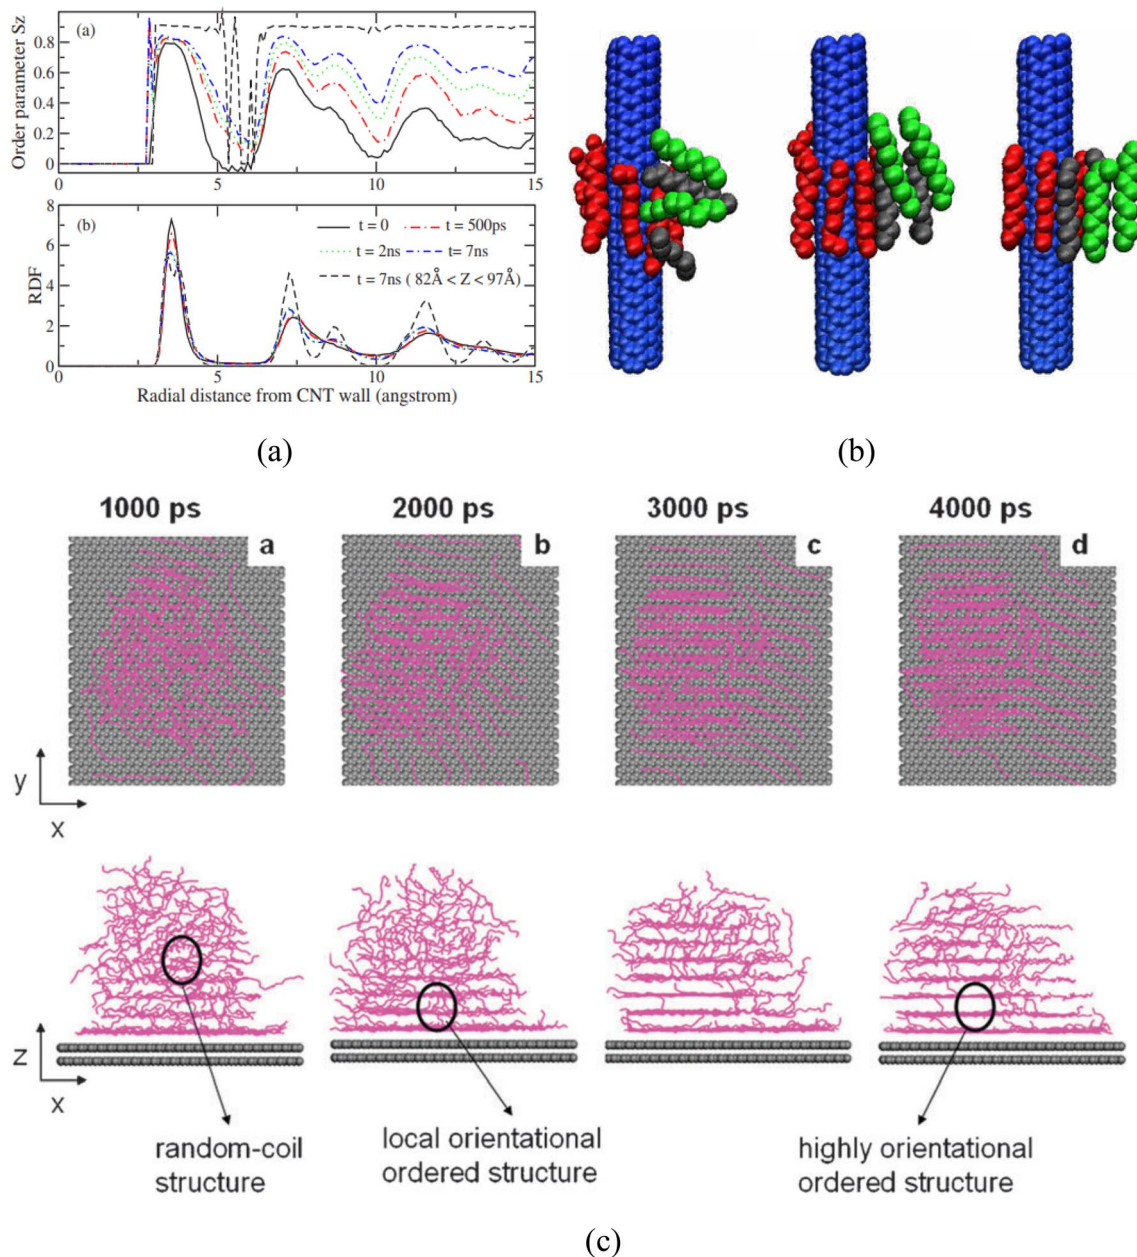 (a)
Order parameter Sz
0.8
0.6
0.4
0.2
0
0 5 10 15
(b)
RDF
8
6
4
2
0
t = 0 t = 500ps
t = 2ns t= 7ns
t = 7ns ( 82Å < Z < 97Å)
0 5 10 15
Radial distance from CNT wall (angstrom)
(a) (b)
1000 ps 2000 ps 3000 ps 4000 ps
a b c d
y
x
z
x
random-coil
structure
local orientational
ordered structure
highly orientational
ordered structure
(c)